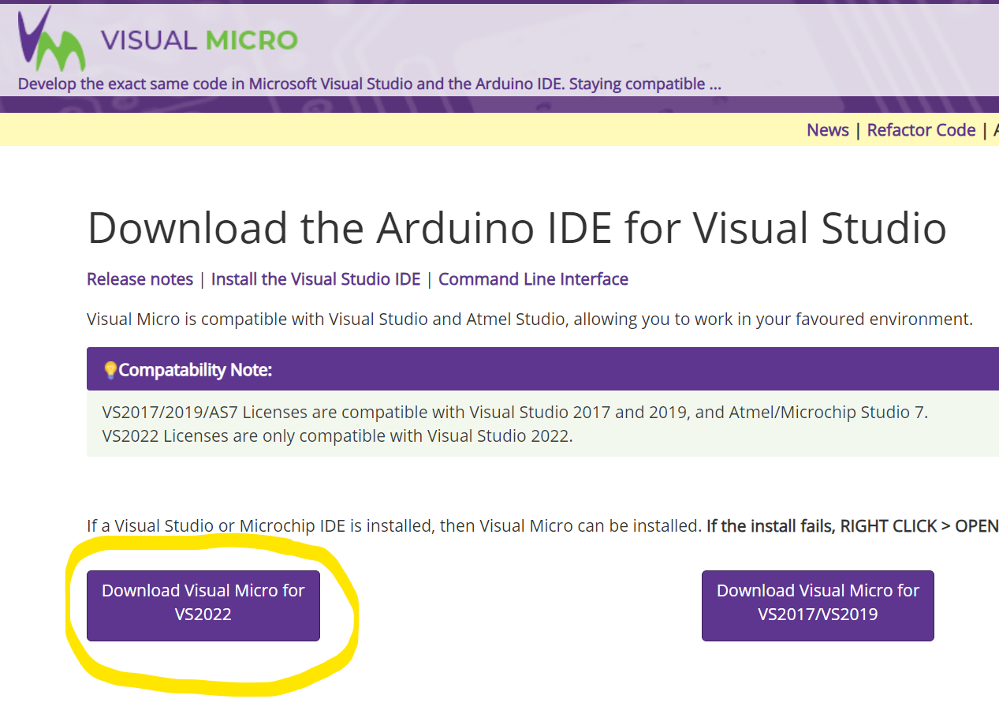 VISUAL MICRO
Develop the exact same code in Microsoft Visual Studio and the Arduino IDE. Staying compatible ...
News | Refactor Code | A
Download the Arduino IDE for Visual Studio
Release notes | Install the Visual Studio IDE | Command Line Interface
Visual Micro is compatible with Visual Studio and Atmel Studio, allowing you to work in your favoured environment.
Compatability Note:
VS2017/2019/AS7 Licenses are compatible with Visual Studio 2017 and 2019, and Atmel/Microchip Studio 7.
VS2022 Licenses are only compatible with Visual Studio 2022.
If a Visual Studio or Microchip IDE is installed, then Visual Micro can be installed. If the install fails, RIGHT CLICK > OPEN
Download Visual Micro for
VS2022
Download Visual Micro for
VS2017/VS2019